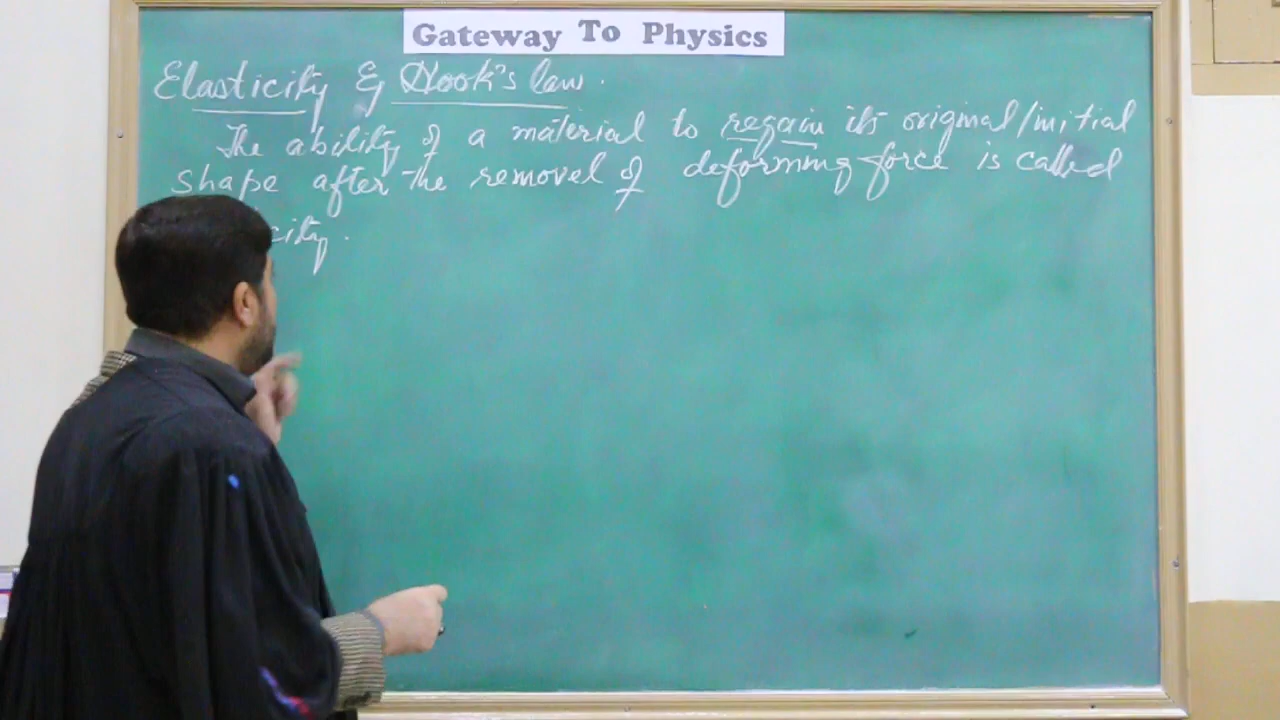 Gateway To Physics
Elasticity & Hook's law.
The ability of a material to regain its original/initial
shape after the removel of deforming force is called
city.